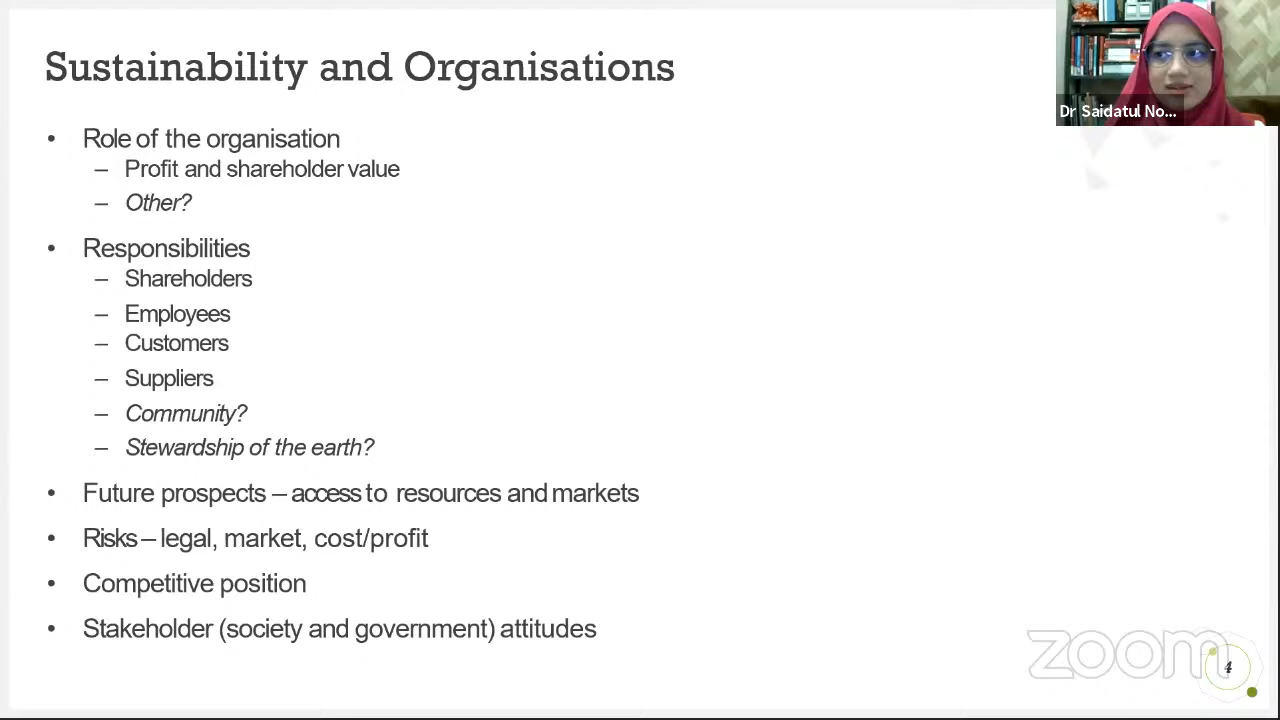 Sustainability and Organisations
Dr Saidatul No...
• Role of the organisation
– Profit and shareholder value
– Other?
• Responsibilities
– Shareholders
– Employees
– Customers
– Suppliers
– Community?
– Stewardship of the earth?
• Future prospects – access to resources and markets
• Risks – legal, market, cost/profit
• Competitive position
• Stakeholder (society and government) attitudes
zoom
4